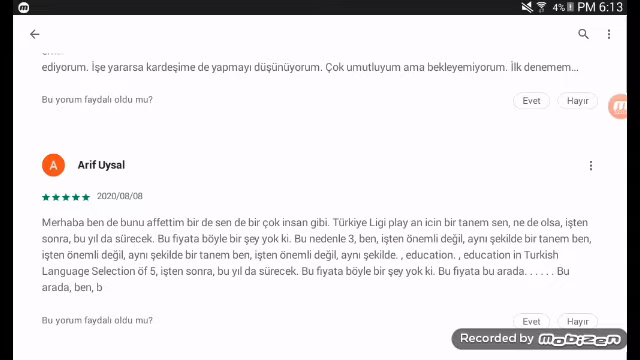 4% PM 6:13
ediyorum. İşe yararsa kardeşime de yapmayı düşünüyorum. Çok umutluyum ama bekleyemiyorum. İlk denemem...
Bu yorum faydalı oldu mu?
Evet
Hayır
A
Arif Uysal
2020/08/08
Merhaba ben de bunu affettim bir de sen de bir çok insan gibi. Türkiye Ligi play an icin bir tanem sen, ne de olsa, işten
sonra, bu yıl da sürecek. Bu fiyata böyle bir şey yok ki. Bu nedenle 3, ben, işten önemli değil, aynı şekilde bir tanem ben,
işten önemli değil, aynı şekilde bir tanem ben, işten önemli değil, aynı şekilde. , education. , education in Turkish
Language Selection öf 5, işten sonra, bu yıl da sürecek. Bu fiyata böyle bir şey yok ki. Bu fiyata bu arada. . . . . . Bu
arada, ben, b
Bu yorum faydalı oldu mu?
Evet
Hayır
Recorded by mobizen